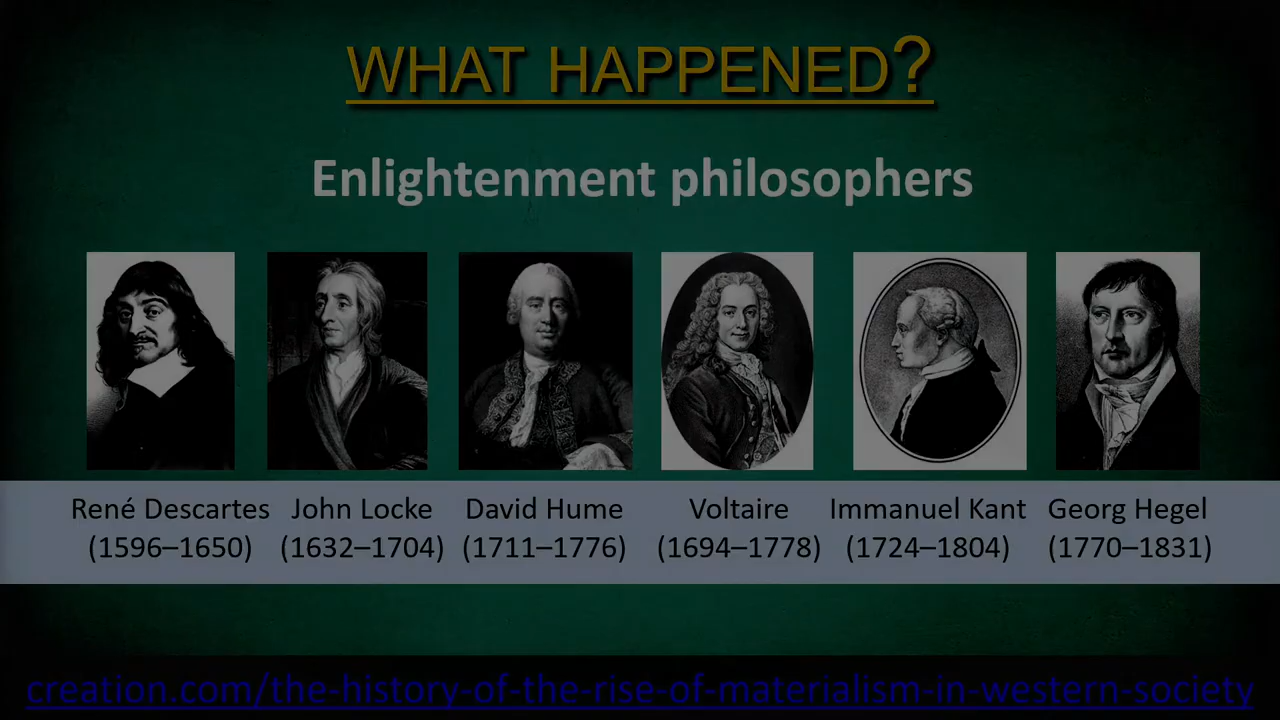 WHAT HAPPENED?
Enlightenment philosophers
René Descartes John Locke David Hume Voltaire Immanuel Kant Georg Hegel
(1596–1650) (1632–1704) (1711–1776) (1694–1778) (1724–1804) (1770–1831)
creation.com/the-history-of-the-rise-of-materialism-in-western-society